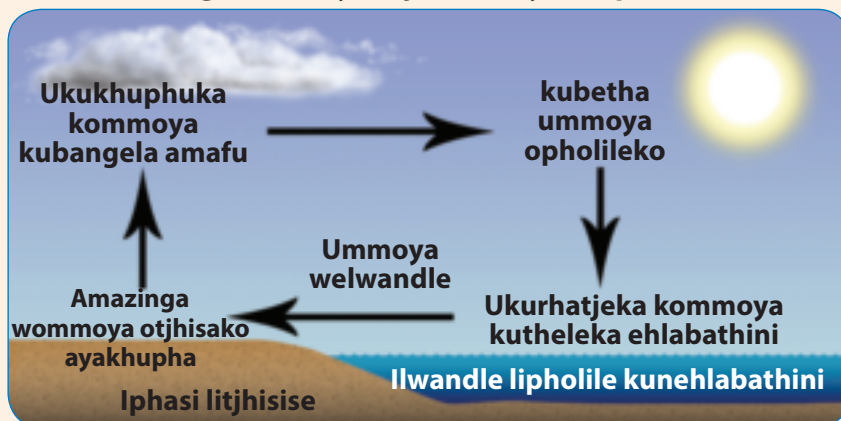 Ukukhuphuka
kommoya
kubangela amafu
kubetha
ummoya
opholileko
Ummoya
welwandle
Amazinga
wommoya otjhisako
ayakhupha
Ukurhatjeka kommoya
kutheleka ehlabathini
Ilwandle lipholile kunehlabathini
Iphasi litjhisise